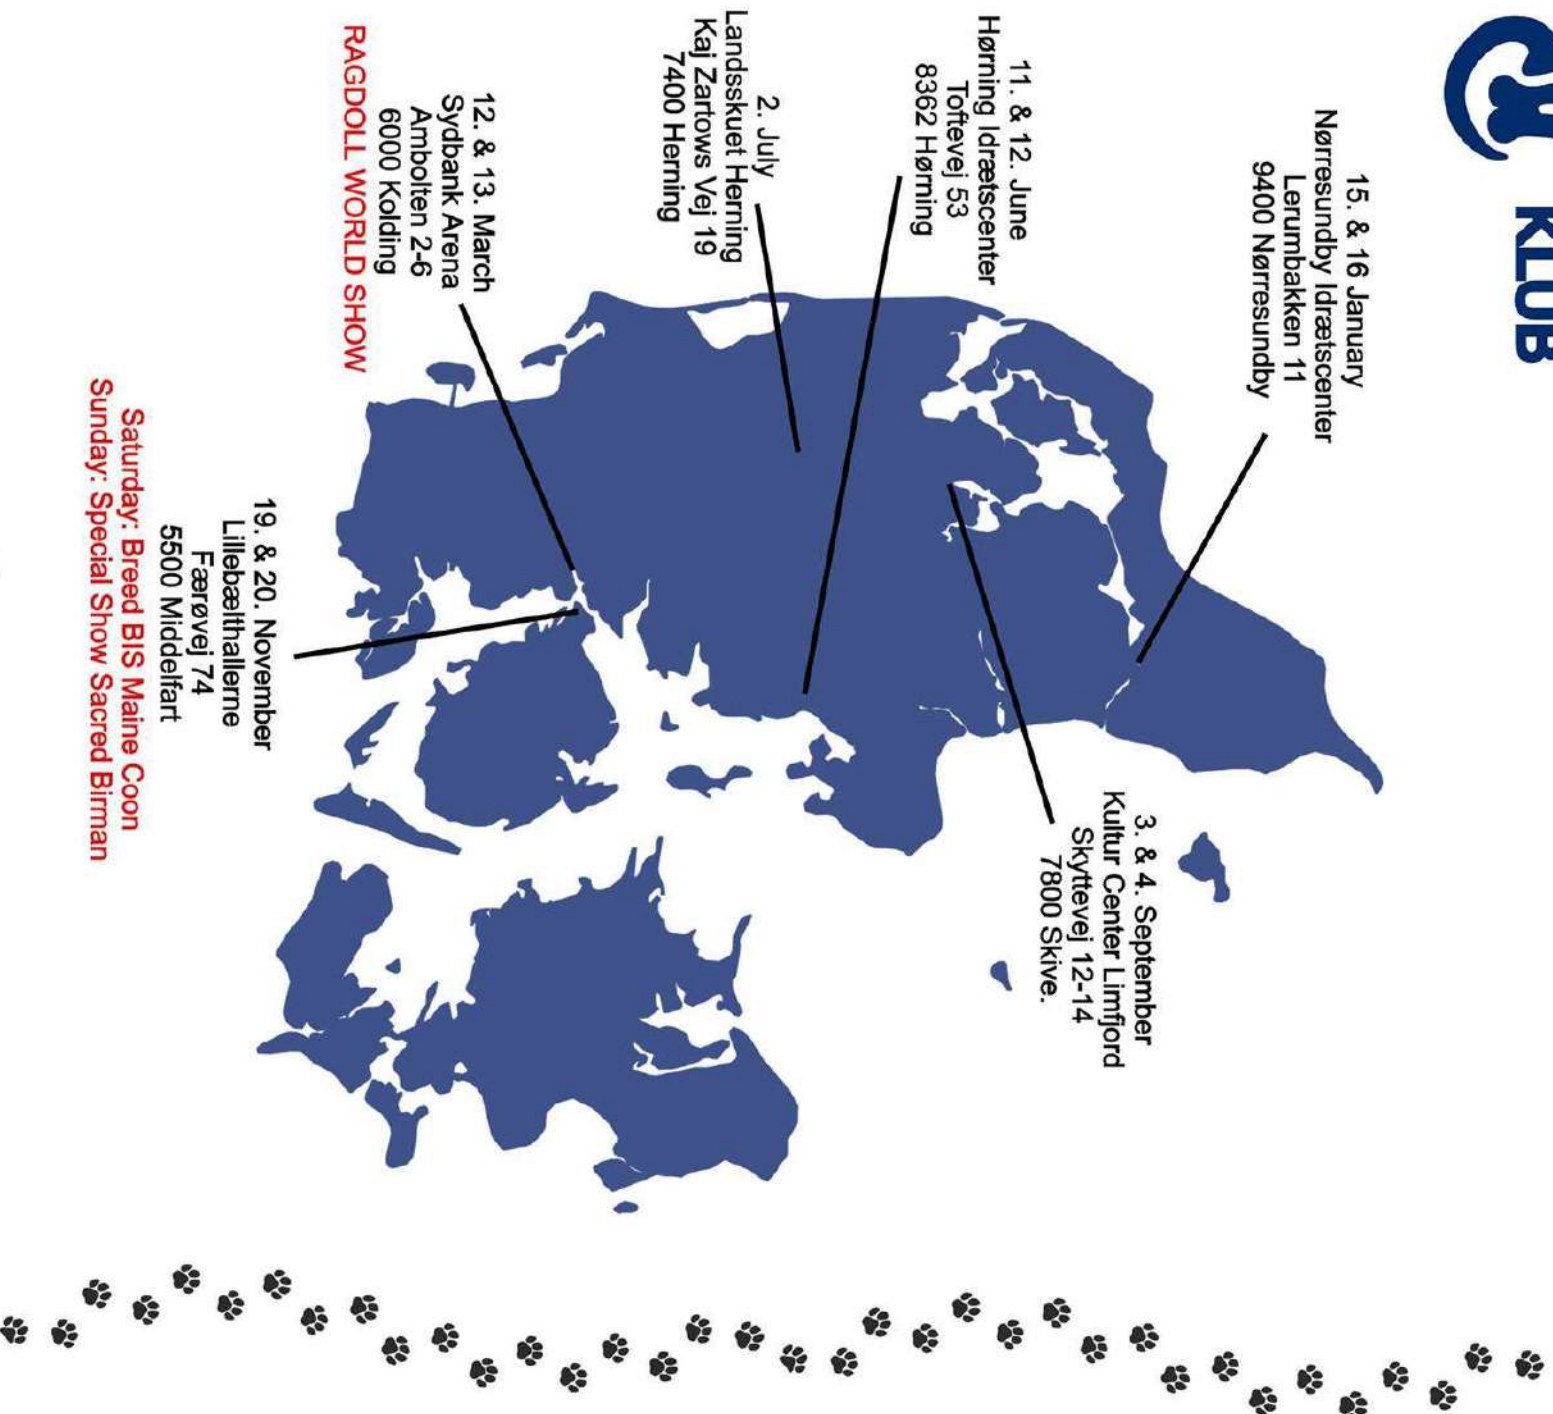 KLUB
15. & 16 January
Nørresundby Idrætscenter
Lerumbakken 11
9400 Nørresundby
3. & 4. September
Kultur Center Limfjord
Skyttevej 12-14
7800 Skive.
11. & 12. June
Hørning Idrætscenter
Toftevej 53
8362 Hørning
2. July
Landsskuet Herning
Kaj Zartows Vej 19
7400 Herning
12. & 13. March
Sydbank Arena
Ambolten 2-6
6000 Kolding
RAGDOLL WORLD SHOW
19. & 20. November
Lillebælthallerne
Færøvej 74
5500 Middelfart
Saturday: Breed BIS Maine Coon
Sunday: Special Show Sacred Birman